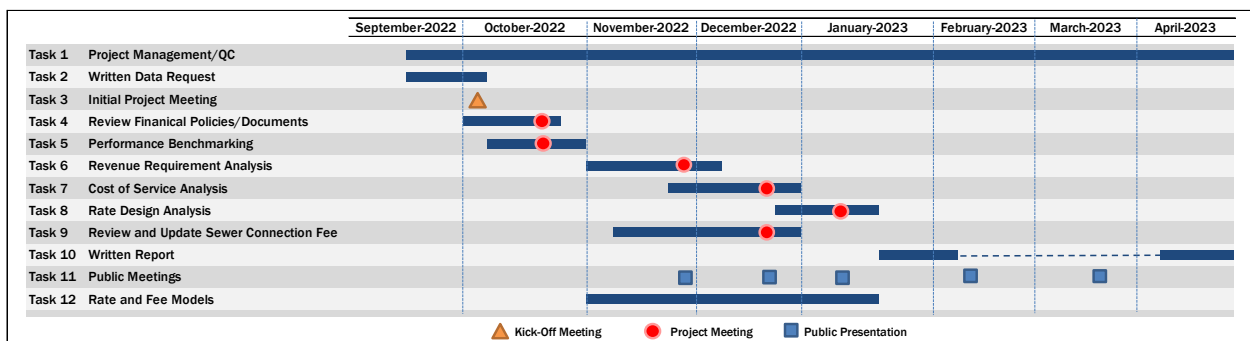 September-2022 October-2022 November-2022 December-2022 January-2023 February-2023 March-2023 April-2023
Task 1 Project Management/QC
Task 2 Written Data Request
Task 3 Initial Project Meeting
Task 4 Review Finanical Policies/Documents
Task 5 Performance Benchmarking
Task 6 Revenue Requirement Analysis
Task 7 Cost of Service Analysis
Task 8 Rate Design Analysis
Task 9 Review and Update Sewer Connection Fee
Task 10 Written Report
Task 11 Public Meetings
Task 12 Rate and Fee Models
Kick-Off Meeting Project Meeting Public Presentation